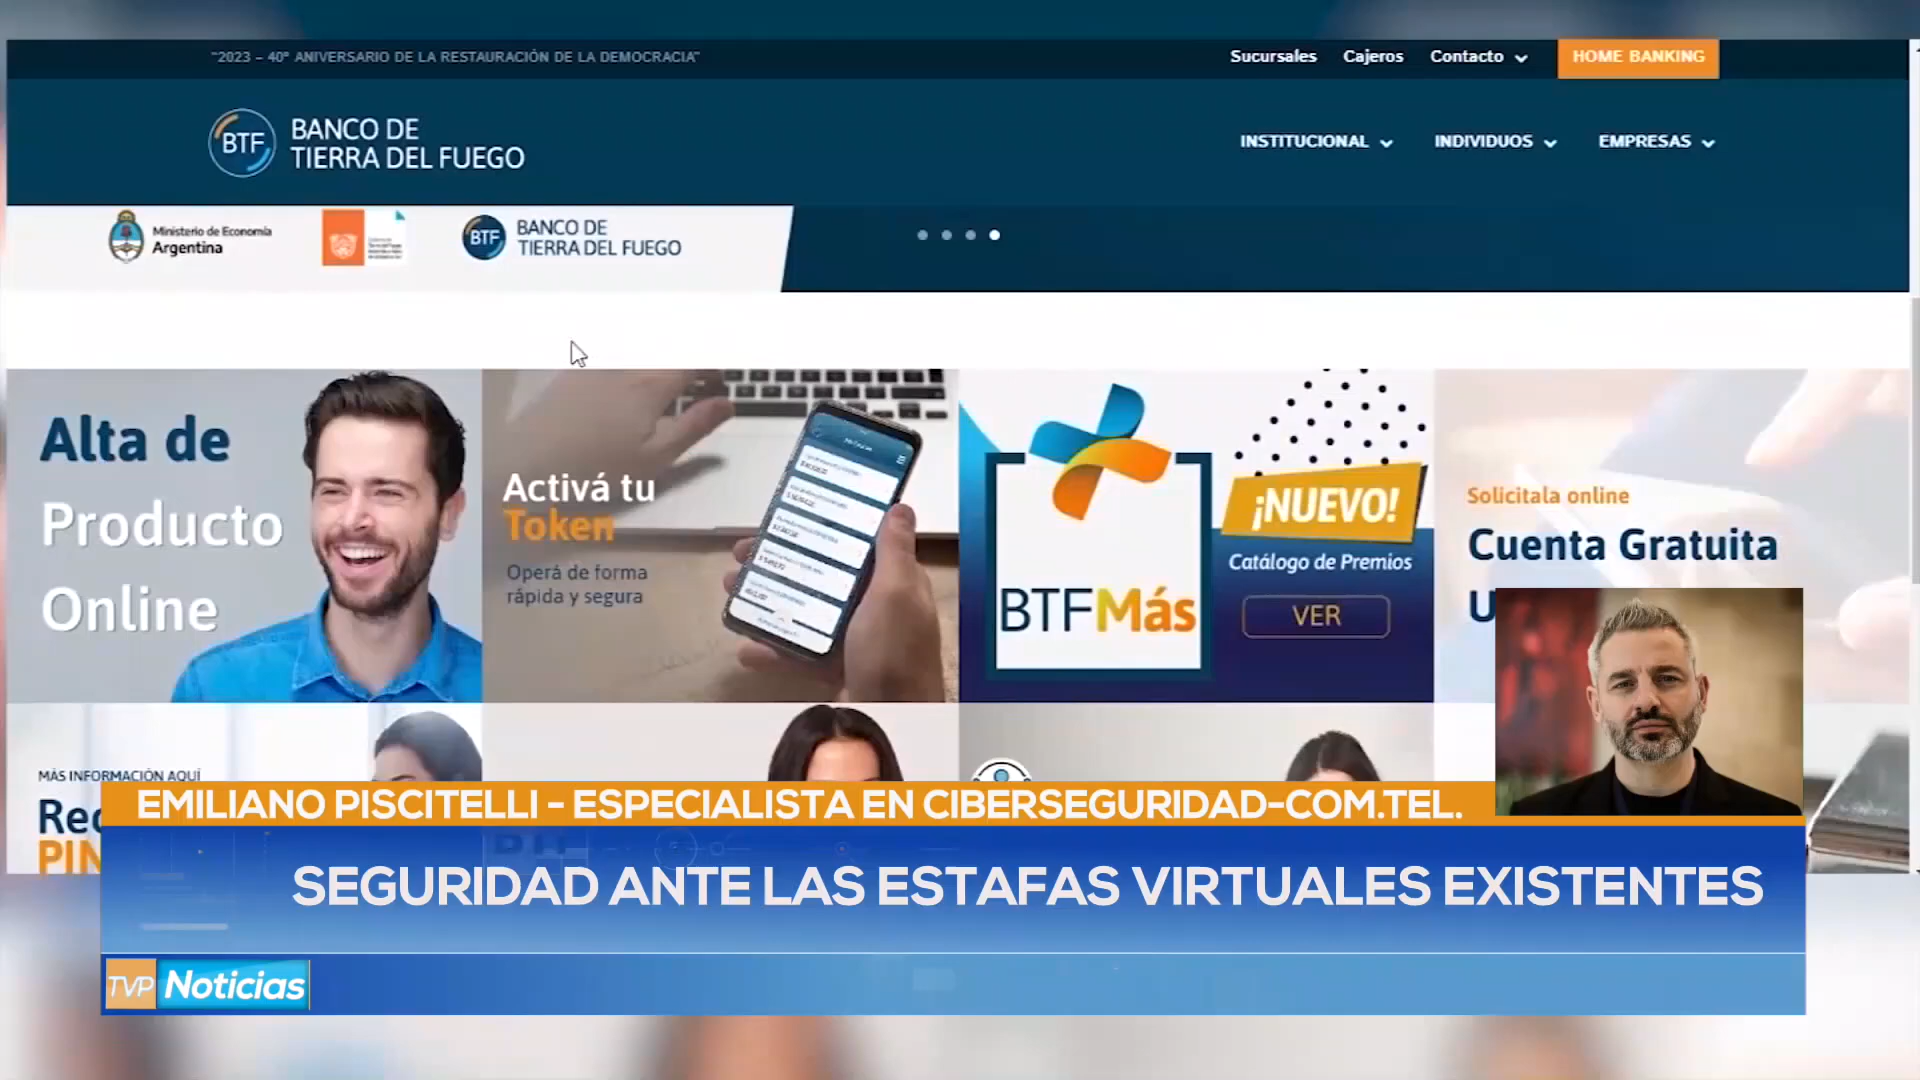 "2023 – 40º ANIVERSARIO DE LA RESTAURACIÓN DE LA DEMOCRACIA"
Sucursales Cajeros Contacto HOME BANKING
BTF BANCO DE
TIERRA DEL FUEGO
INSTITUCIONAL INDIVIDUOS EMPRESAS
Ministerio de Economía
Argentina
BTF BANCO DE
TIERRA DEL FUEGO
Alta de
Producto
Online
Activá tu
Token
Operá de forma
rápida y segura
BTFMás
¡NUEVO!
Catálogo de Premios
VER
Solicitala online
Cuenta Gratuita
U
MÁS INFORMACIÓN AQUÍ
Rec
PIN
EMILIANO PISCITELLI - ESPECIALISTA EN CIBERSEGURIDAD-COM.TEL.
SEGURIDAD ANTE LAS ESTAFAS VIRTUALES EXISTENTES
TVP Noticias